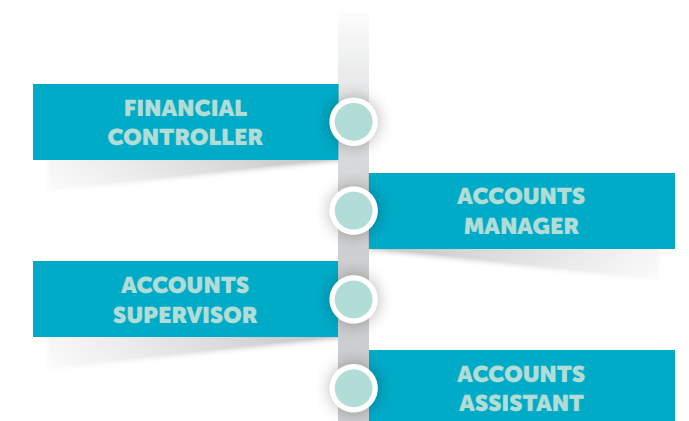 FINANCIAL
CONTROLLER
ACCOUNTS
MANAGER
ACCOUNTS
SUPERVISOR
ACCOUNTS
ASSISTANT